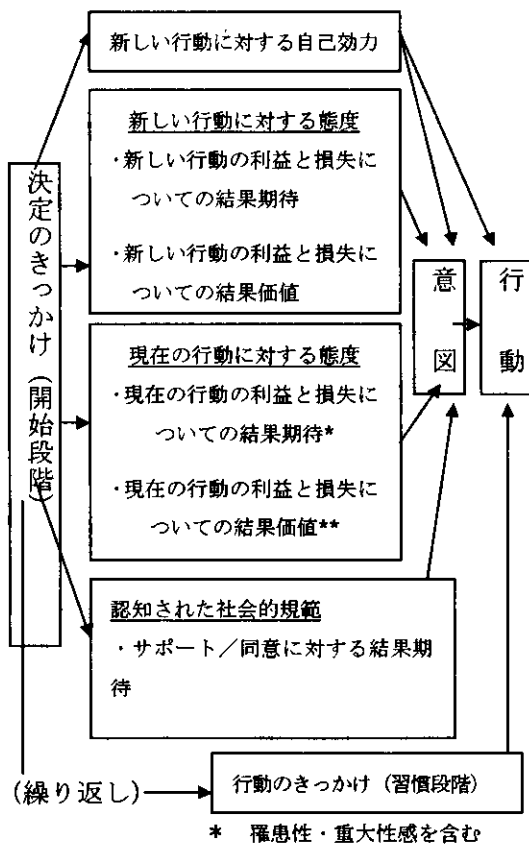 新しい行動に対する自己効力
新しい行動に対する態度
・新しい行動の利益と損失に
ついての結果期待
・新しい行動の利益と損失に
ついての結果価値
決定のきっかけ（開始段階）
現在の行動に対する態度
・現在の行動の利益と損失に
ついての結果期待*
・現在の行動の利益と損失に
ついての結果価値**
意図
行動
認知された社会的規範
・サポート／同意に対する結果期
待
(繰り返し)
行動のきっかけ（習慣段階）
* 罹患性・重大性感を含む